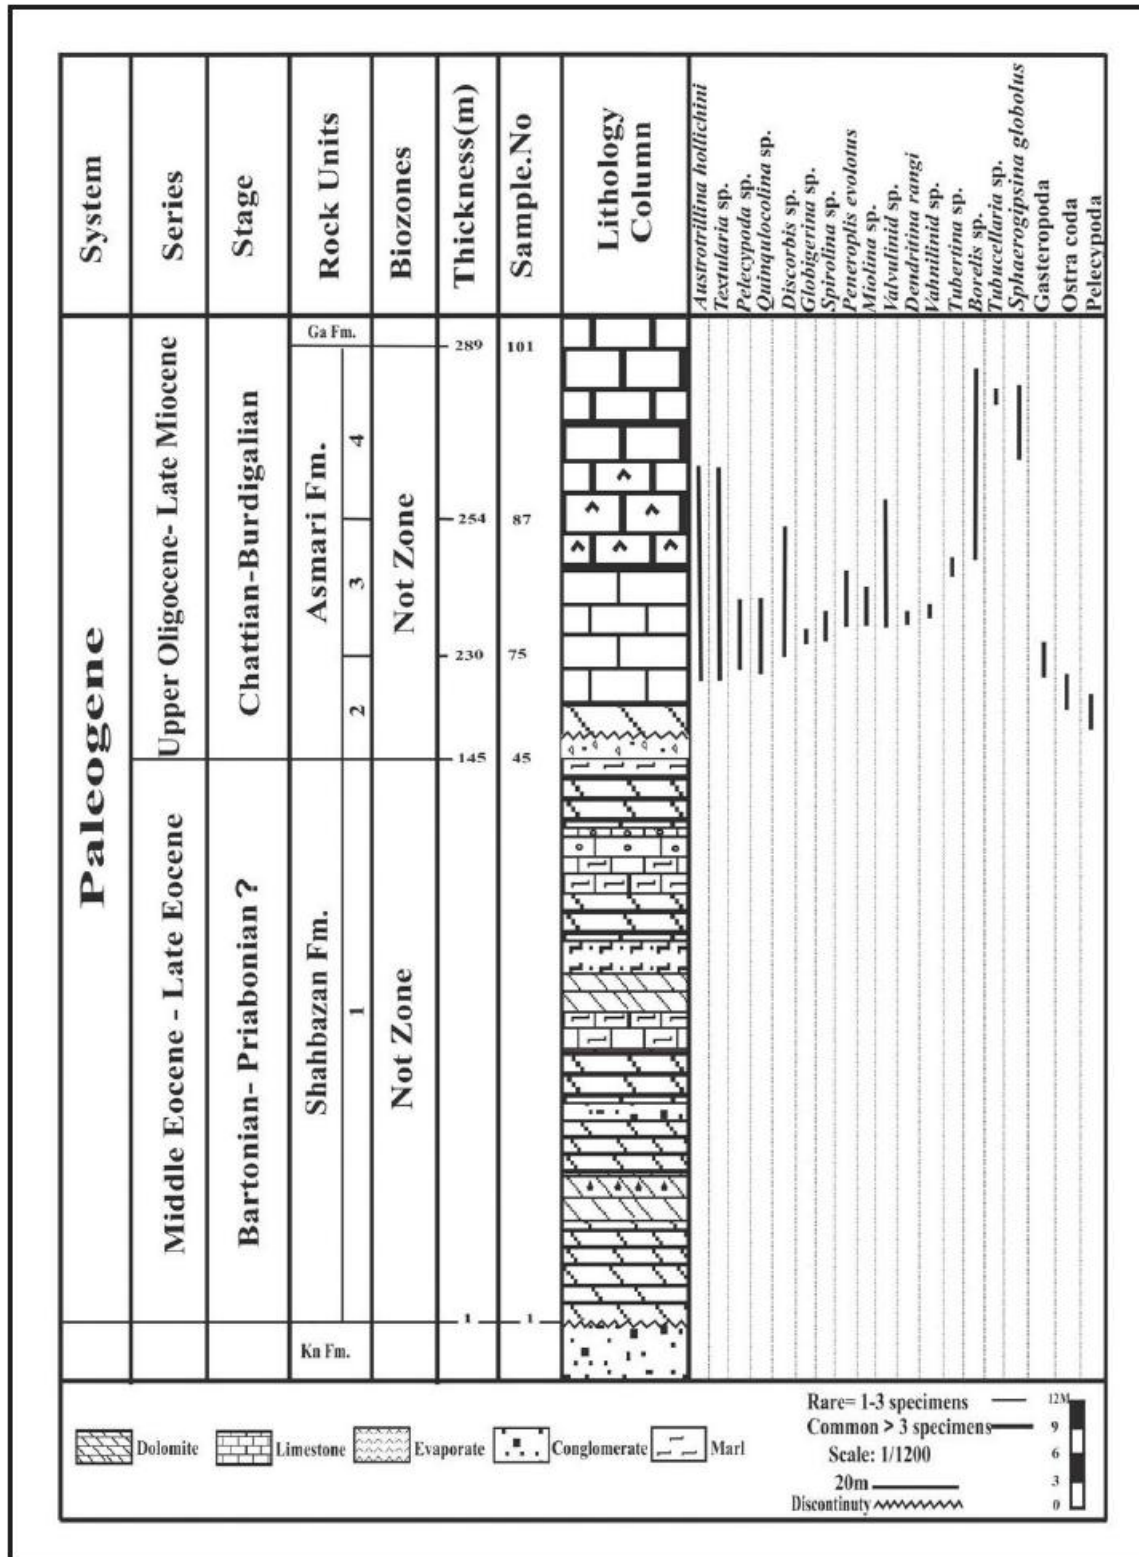 System
Series
Stage
Rock Units
Biozones
Thickness(m)
Sample.No
Lithology
Column
Austrotrillina hollichini
Textularia sp.
Pelecypoda sp.
Quinqulocolina sp.
Discorbis sp.
Globigerina sp.
Spirolina sp.
Peneroplis evolotus
Miolina sp.
Valvulinid sp.
Dendritina rangi
Vahnilinid sp.
Tubertina sp.
Borelis sp.
Tubucellaria sp.
Sphaerogipsina globolus
Gasteropoda
Ostra coda
Pelecypoda
Paleogene
Upper Oligocene- Late Miocene
Chattian-Burdigalian
Ga Fm.
Asmari Fm.
4
3
2
Not Zone
289
101
254
87
230
75
145
45
Middle Eocene - Late Eocene
Bartonian- Priabonian?
Shahbazan Fm.
1
Not Zone
1
1
Kn Fm.
Dolomite
Limestone
Evaporate
Conglomerate
Marl
Rare= 1-3 specimens
Common > 3 specimens
Scale: 1/1200
20m
Discontinuty
12M
9
6
3
0